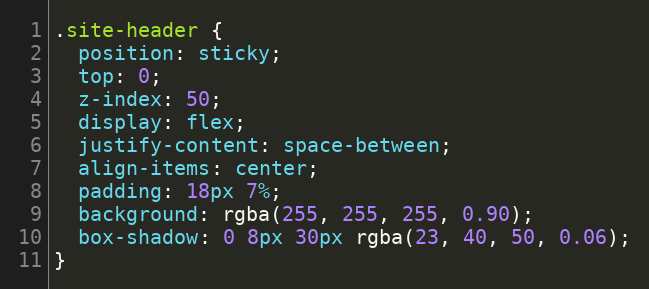 1 .site-header {
2   position: sticky;
3   top: 0;
4   z-index: 50;
5   display: flex;
6   justify-content: space-between;
7   align-items: center;
8   padding: 18px 7%;
9   background: rgba(255, 255, 255, 0.90);
10   box-shadow: 0 8px 30px rgba(23, 40, 50, 0.06);
11 }